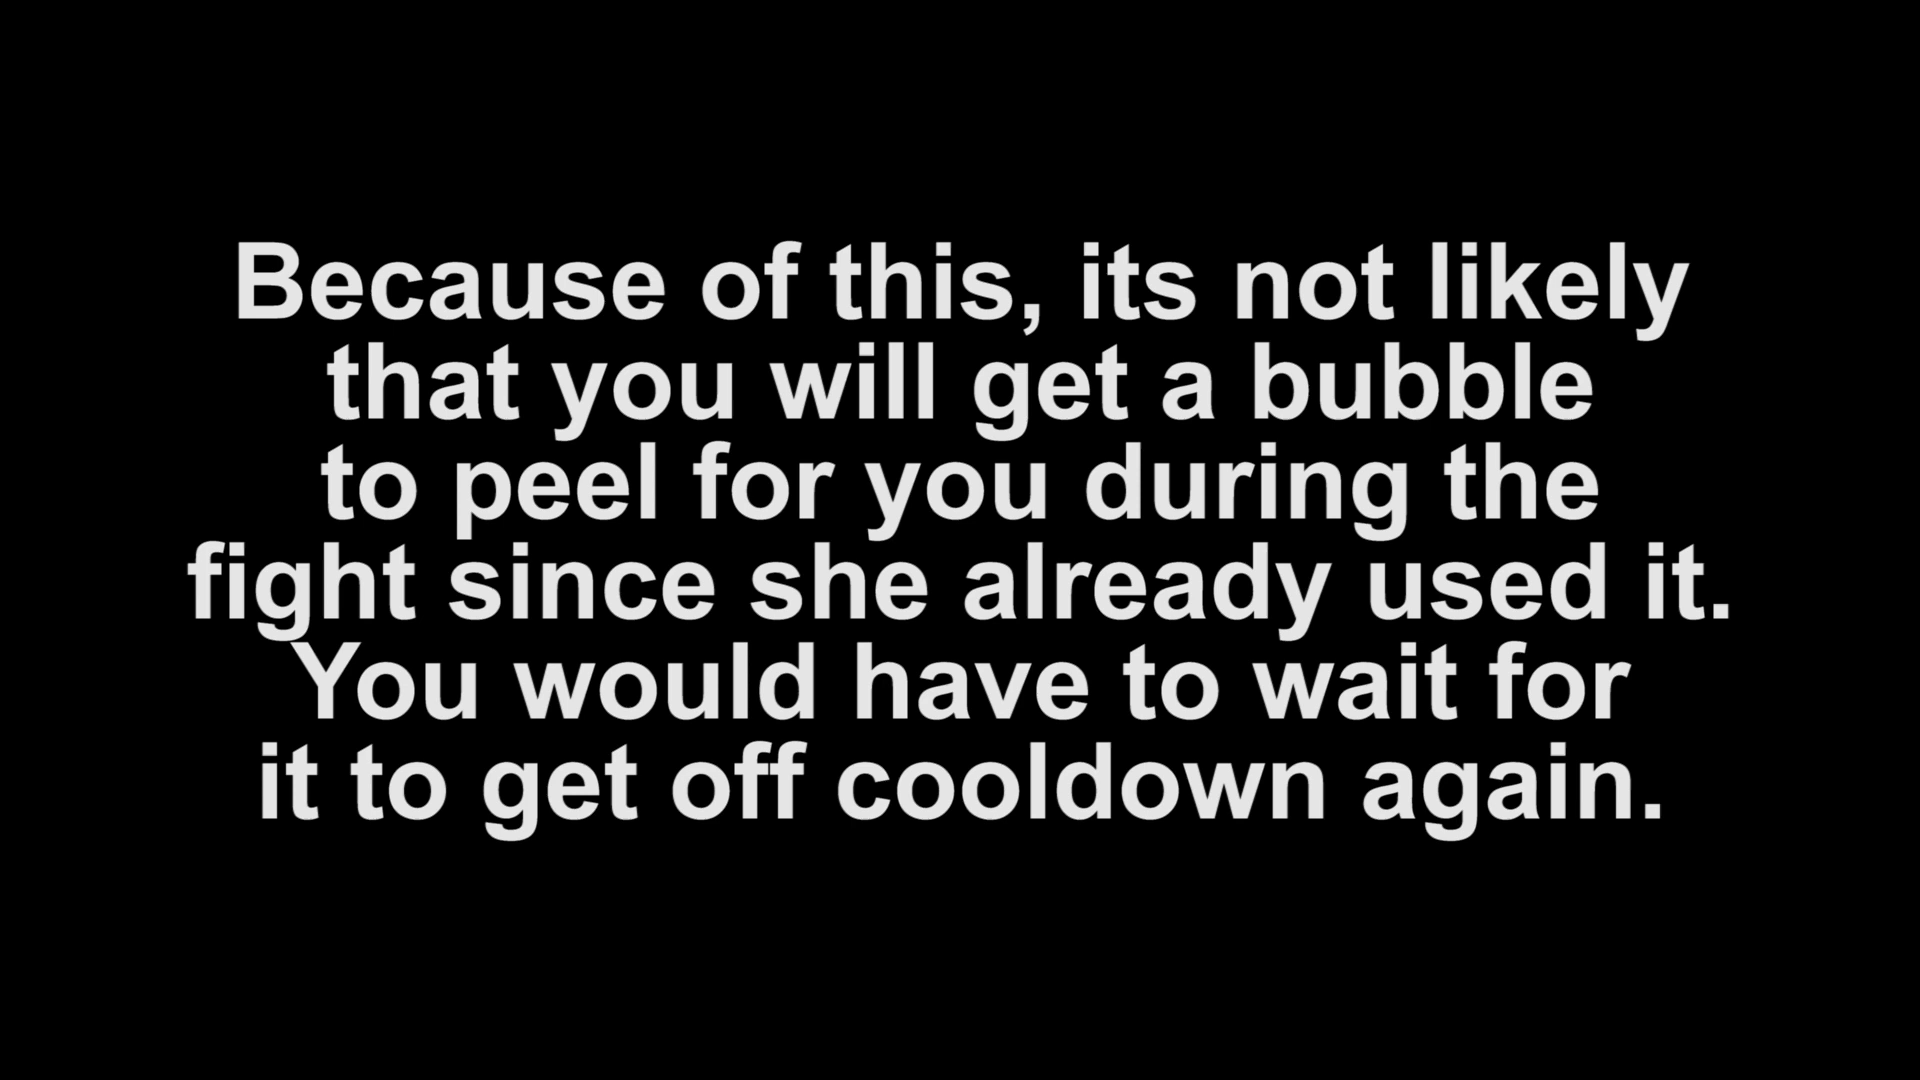 Because of this, its not likely
that you will get a bubble
to peel for you during the
fight since she already used it.
You would have to wait for
it to get off cooldown again.